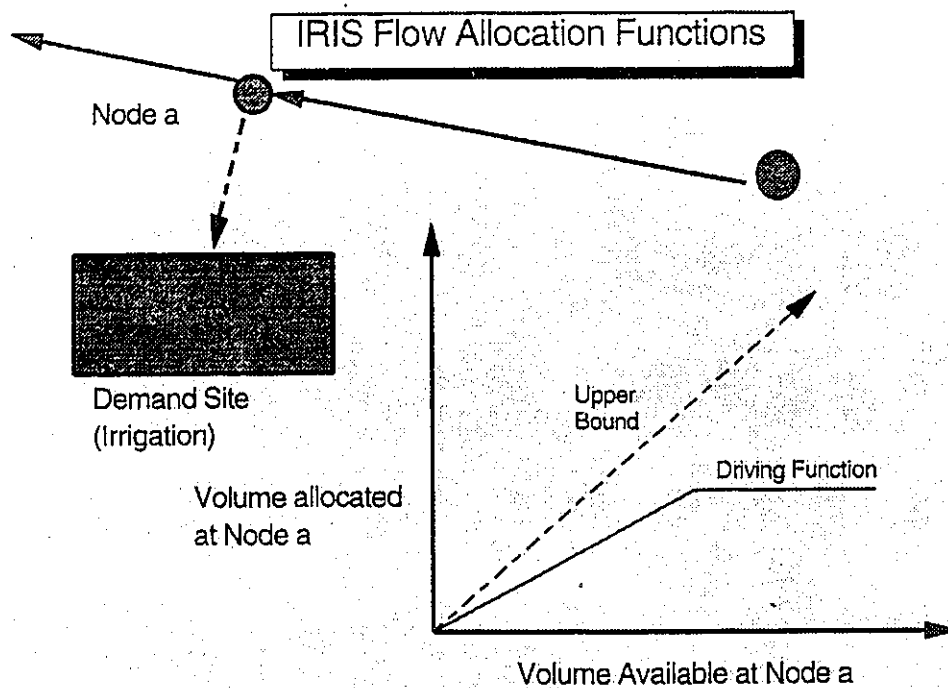 IRIS Flow Allocation Functions
Node a
Demand Site
(Irrigation)
Upper
Bound
Driving Function
Volume allocated
at Node a
Volume Available at Node a